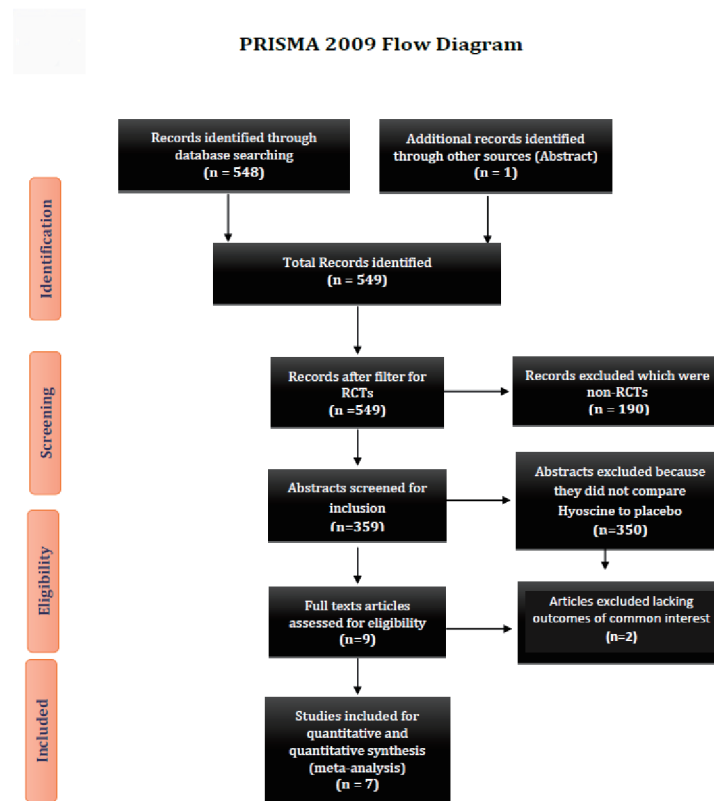 PRISMA 2009 Flow Diagram
Records identified through
database searching
(n = 548)
Additional records identified
through other sources (Abstract)
(n = 1)
Identification
Total Records identified
(n = 549)
Screening
Records after filter for
RCTs
(n =549)
Records excluded which were
non-RCTs
(n = 190)
Abstracts screened for
inclusion
(n=359)
Abstracts excluded because
they did not compare
Hyoscine to placebo
(n=350)
Eligibility
Full texts articles
assessed for eligibility
(n=9)
Articles excluded lacking
outcomes of common interest
(n=2)
Included
Studies included for
quantitative and
quantitative synthesis
(meta-analysis)
(n = 7)